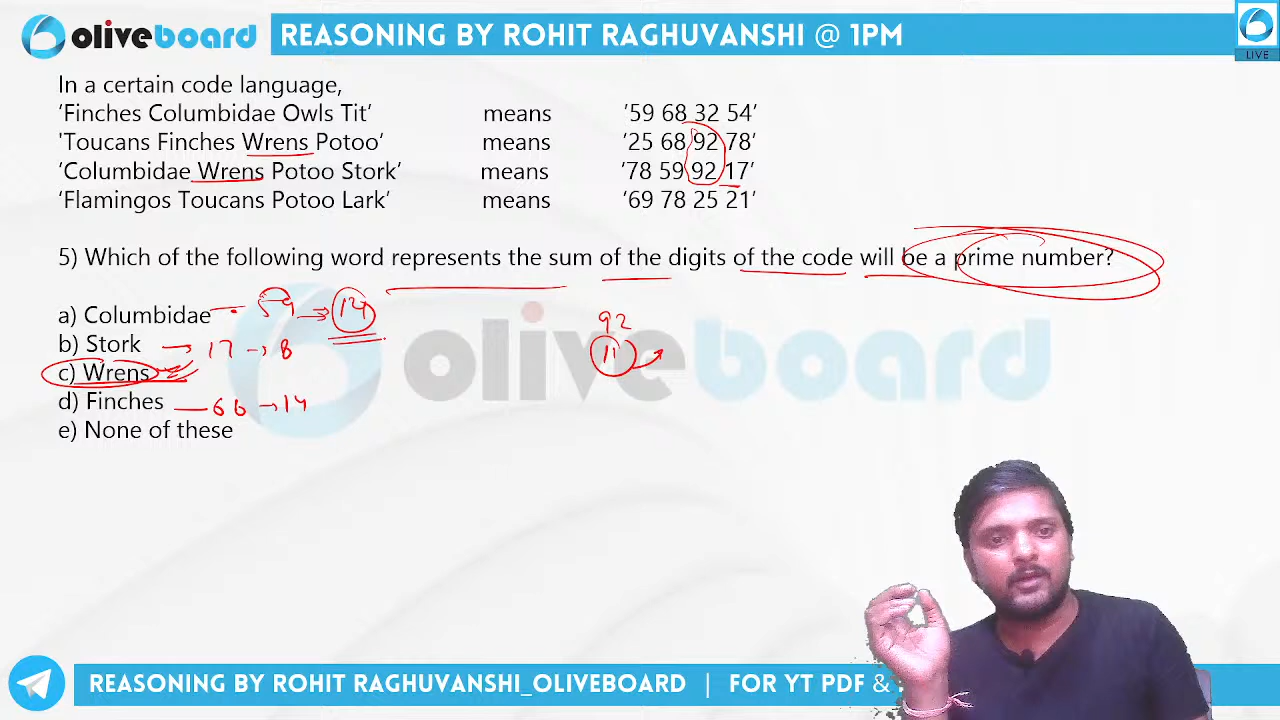 oliveboard REASONING BY ROHIT RAGHUVANSHI @ 1PM
LIVE
In a certain code language,
‘Finches Columbidae Owls Tit’ means ‘59 68 32 54’
'Toucans Finches Wrens Potoo‘ means ‘25 68 92 78’
‘Columbidae Wrens Potoo Stork’ means ‘78 59 92 17’
‘Flamingos Toucans Potoo Lark’ means ‘69 78 25 21’
5) Which of the following word represents the sum of the digits of the code will be a prime number?
a) Columbidae 59 → 14
b) Stork → 17 → 8
c) Wrens
92
11
d) Finches 68 → 14
e) None of these
oliveboard
REASONING BY ROHIT RAGHUVANSHI_OLIVEBOARD | FOR YT PDF &